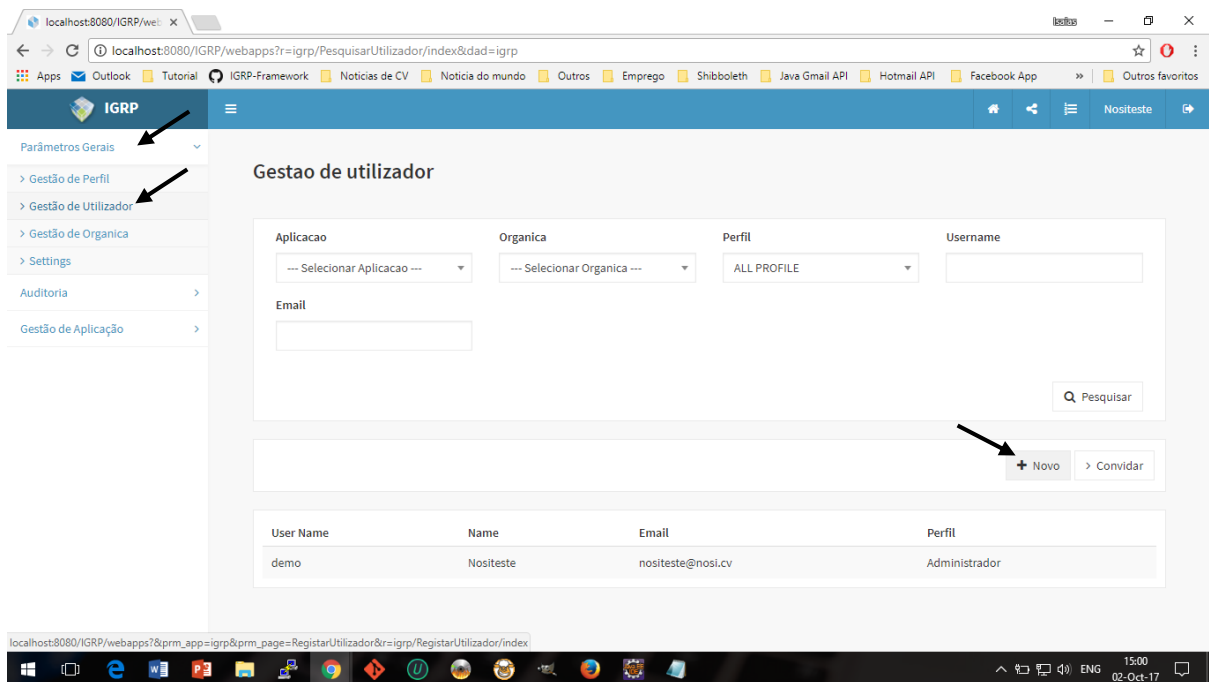 localhost:8080/IGRP/web
Isaias
localhost:8080/IGRP/webapps?r=igrp/PesquisarUtilizador/index&dad=igrp
Apps Outlook Tutorial IGRP-Framework Noticias de CV Noticia do mundo Outros Emprego Shibboleth Java Gmail API Hotmail API Facebook App » Outros favoritos
IGRP
Nositeste
Parâmetros Gerais
> Gestão de Perfil
> Gestão de Utilizador
> Gestão de Organica
> Settings
Auditoria
Gestão de Aplicação
Gestao de utilizador
Aplicacao Organica Perfil Username
--- Selecionar Aplicacao --- --- Selecionar Organica --- ALL PROFILE
Email
Pesquisar
+ Novo > Convidar
User Name Name Email Perfil
demo Nositeste nositeste@nosi.cv Administrador
localhost:8080/IGRP/webapps?&prm_app=igrp&prm_page=RegistarUtilizador&r=igrp/RegistarUtilizador/index
ENG
15:00
02-Oct-17